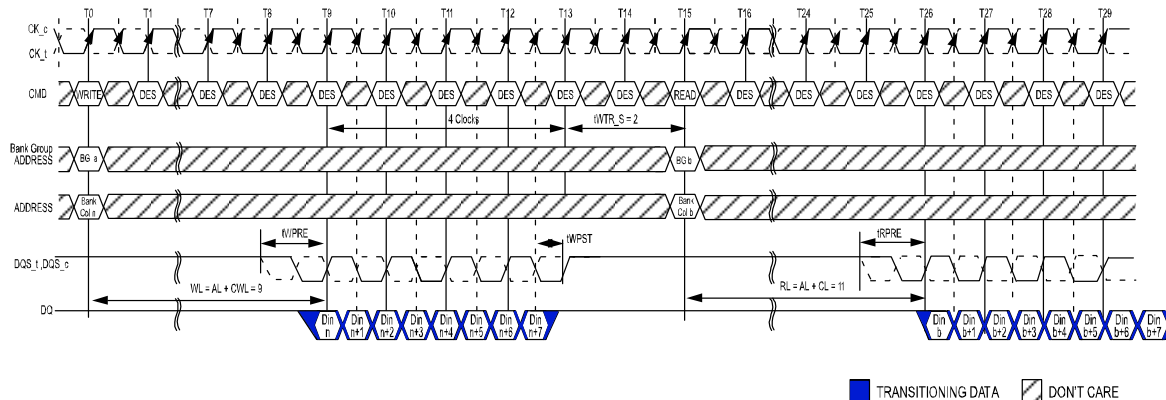 T0 T1 T7 T8 T9 T10 T11 T12 T13 T14 T15 T16 T24 T25 T26 T27 T28 T29
CK_c
CK_t
CMD WRITE DES DES DES DES DES DES DES DES DES READ DES DES DES DES DES DES DES
4 Clocks tWTR_S = 2
Bank Group
ADDRESS BG a BG b
ADDRESS Bank Col n Bank Col b
tWPRE tWPST tRPRE
DQS_t ,DQS_c
WL = AL + CWL = 9 RL = AL + CL = 11
DQ
Din n Din n+1 Din n+2 Din n+3 Din n+4 Din n+5 Din n+6 Din n+7 Din b Din b+1 Din b+2 Din b+3 Din b+4 Din b+5 Din b+6 Din b+7
TRANSITIONING DATA DON'T CARE